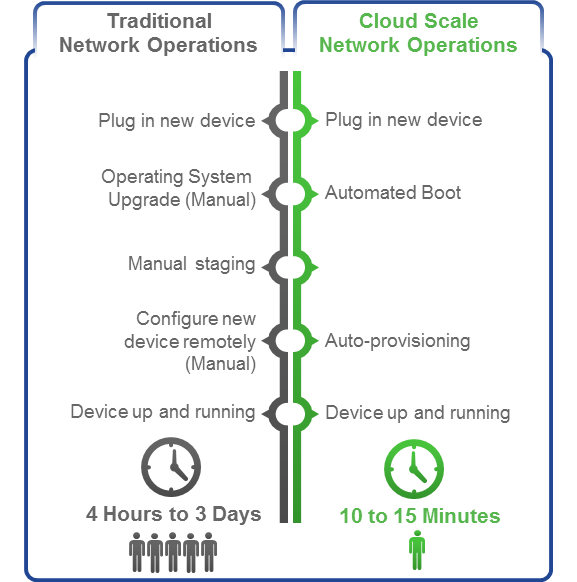 Traditional
Network Operations
Cloud Scale
Network Operations
Plug in new device
Plug in new device
Operating System
Upgrade (Manual)
Automated Boot
Manual staging
Configure new
device remotely
(Manual)
Auto-provisioning
Device up and running
Device up and running
4 Hours to 3 Days
10 to 15 Minutes